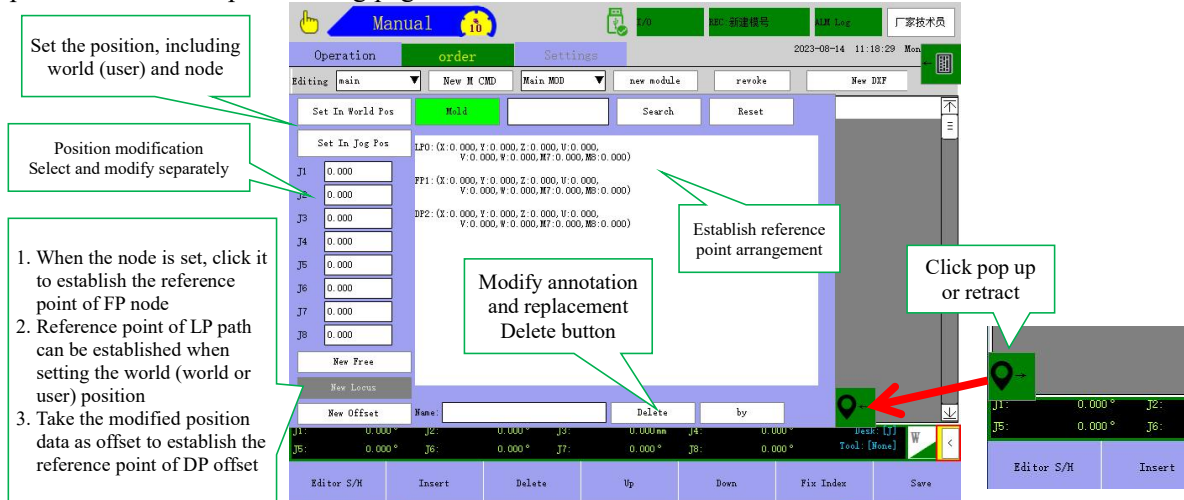 Set the position, including
world (user) and node
Position modification
Select and modify separately
1. When the node is set, click it
to establish the reference
point of FP node
2. Reference point of LP path
can be established when
setting the world (world or
user) position
3. Take the modified position
data as offset to establish the
reference point of DP offset
Manual
10
I/O
REC:新建模号
ALM Log
厂家技术员
Operation
order
Settings
2023-08-14 11:18:29 Mon
Editing
main
New M CMD
Main MOD
new module
revoke
New DXF
Set In World Pos
Mold
Search
Reset
Set In Jog Pos
J1 0.000
J2 0.000
J3 0.000
J4 0.000
J5 0.000
J6 0.000
J7 0.000
J8 0.000
LP0:(X:0.000,Y:0.000,Z:0.000,U:0.000,
V:0.000,W:0.000,M7:0.000,M8:0.000)
FP1:(X:0.000,Y:0.000,Z:0.000,U:0.000,
V:0.000,W:0.000,M7:0.000,M8:0.000)
DP2:(X:0.000,Y:0.000,Z:0.000,U:0.000,
V:0.000,W:0.000,M7:0.000,M8:0.000)
Establish reference
point arrangement
Modify annotation
and replacement
Delete button
Click pop up
or retract
New Free
New Locus
New Offset
Name:
Delete
by
J1: 0.000° J2: 0.000° J3: 0.000mm J4: 0.000° Desk:[J]
J5: 0.000° J6: 0.000° J7: 0.000° J8: 0.000° Tool:[None]
W
<
Editor S/H
Insert
Delete
Up
Down
Fix Index
Save
J1: 0.000° J2:
J5: 0.000° J6:
Editor S/H
Insert